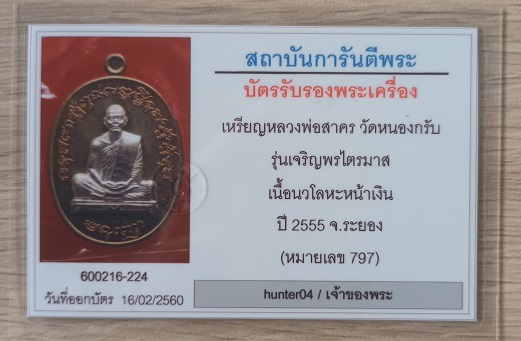 สถาบันการันตีพระ
บัตรรับรองพระเครื่อง
เหรียญหลวงพ่อสาคร วัดหนองกรับ
รุ่นเจริญพรไตรมาส
เนื้อนวโลหะหน้าเงิน
ปี 2555 จ.ระยอง
(หมายเลข 797)
600216-224
วันที่ออกบัตร 16/02/2560
hunter04 / เจ้าของพระ